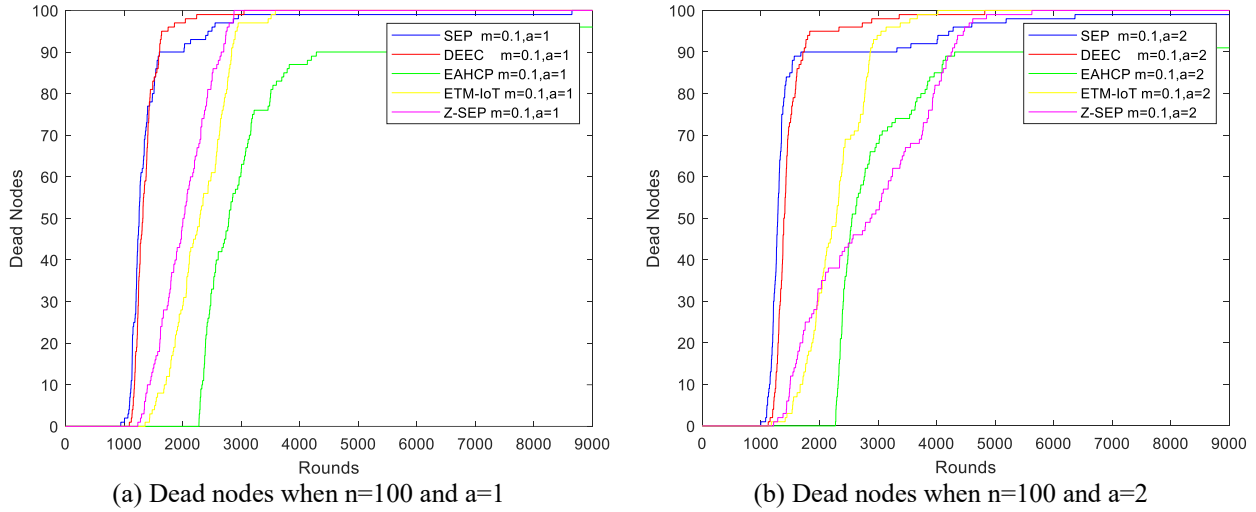 100
90
80
70
60
50
40
30
20
10
0
Dead Nodes
0 1000 2000 3000 4000 5000 6000 7000 8000 9000
Rounds
SEP m=0.1,a=1
DEEC m=0.1,a=1
EAHCP m=0.1,a=1
ETM-IoT m=0.1,a=1
Z-SEP m=0.1,a=1
(a) Dead nodes when n=100 and a=1
100
90
80
70
60
50
40
30
20
10
0
Dead Nodes
0 1000 2000 3000 4000 5000 6000 7000 8000 9000
Rounds
SEP m=0.1,a=2
DEEC m=0.1,a=2
EAHCP m=0.1,a=2
ETM-IoT m=0.1,a=2
Z-SEP m=0.1,a=2
(b) Dead nodes when n=100 and a=2